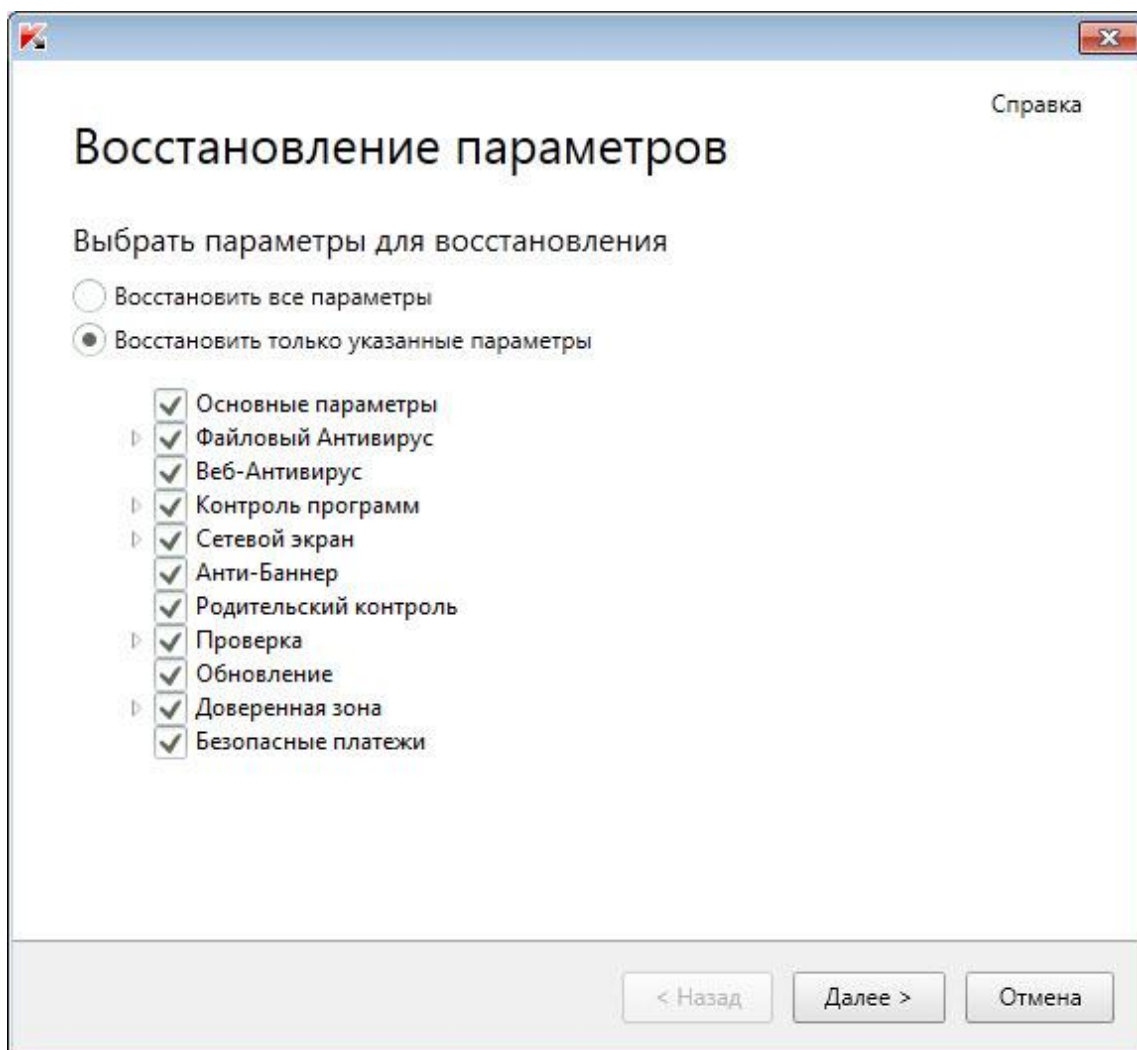 Справка
Восстановление параметров
Выбрать параметры для восстановления
Восстановить все параметры
Восстановить только указанные параметры
Основные параметры
Файловый Антивирус
Веб-Антивирус
Контроль программ
Сетевой экран
Анти-Баннер
Родительский контроль
Проверка
Обновление
Доверенная зона
Безопасные платежи
< Назад
Далее >
Отмена